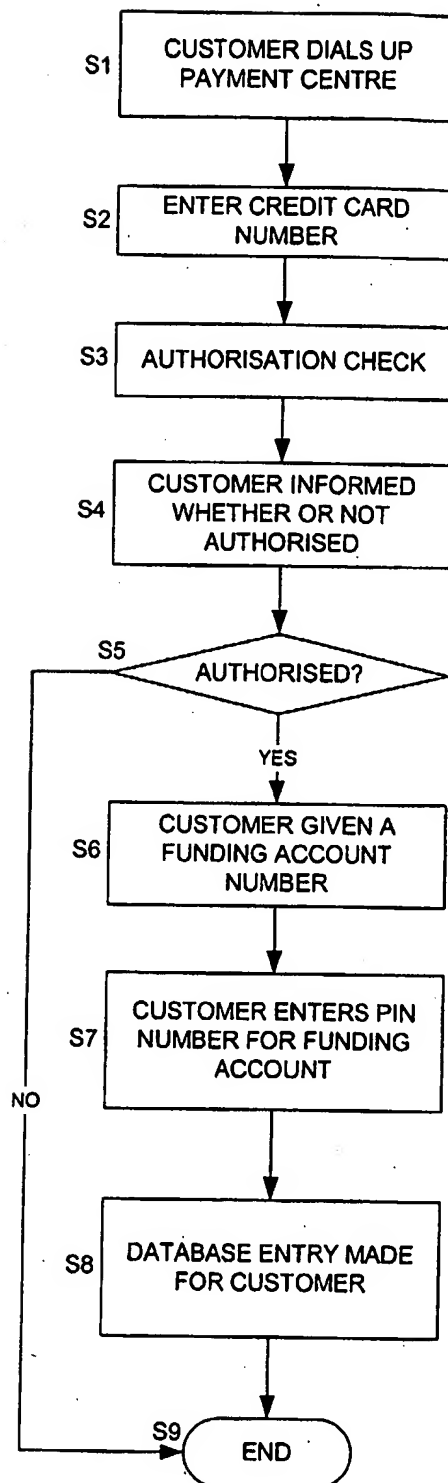 S1
CUSTOMER DIALS UP
PAYMENT CENTRE
S2
ENTER CREDIT CARD
NUMBER
S3
AUTHORISATION CHECK
S4
CUSTOMER INFORMED
WHETHER OR NOT
AUTHORISED
S5
AUTHORISED?
YES
S6
CUSTOMER GIVEN A
FUNDING ACCOUNT
NUMBER
S7
CUSTOMER ENTERS PIN
NUMBER FOR FUNDING
ACCOUNT
NO
S8
DATABASE ENTRY MADE
FOR CUSTOMER
S9
END